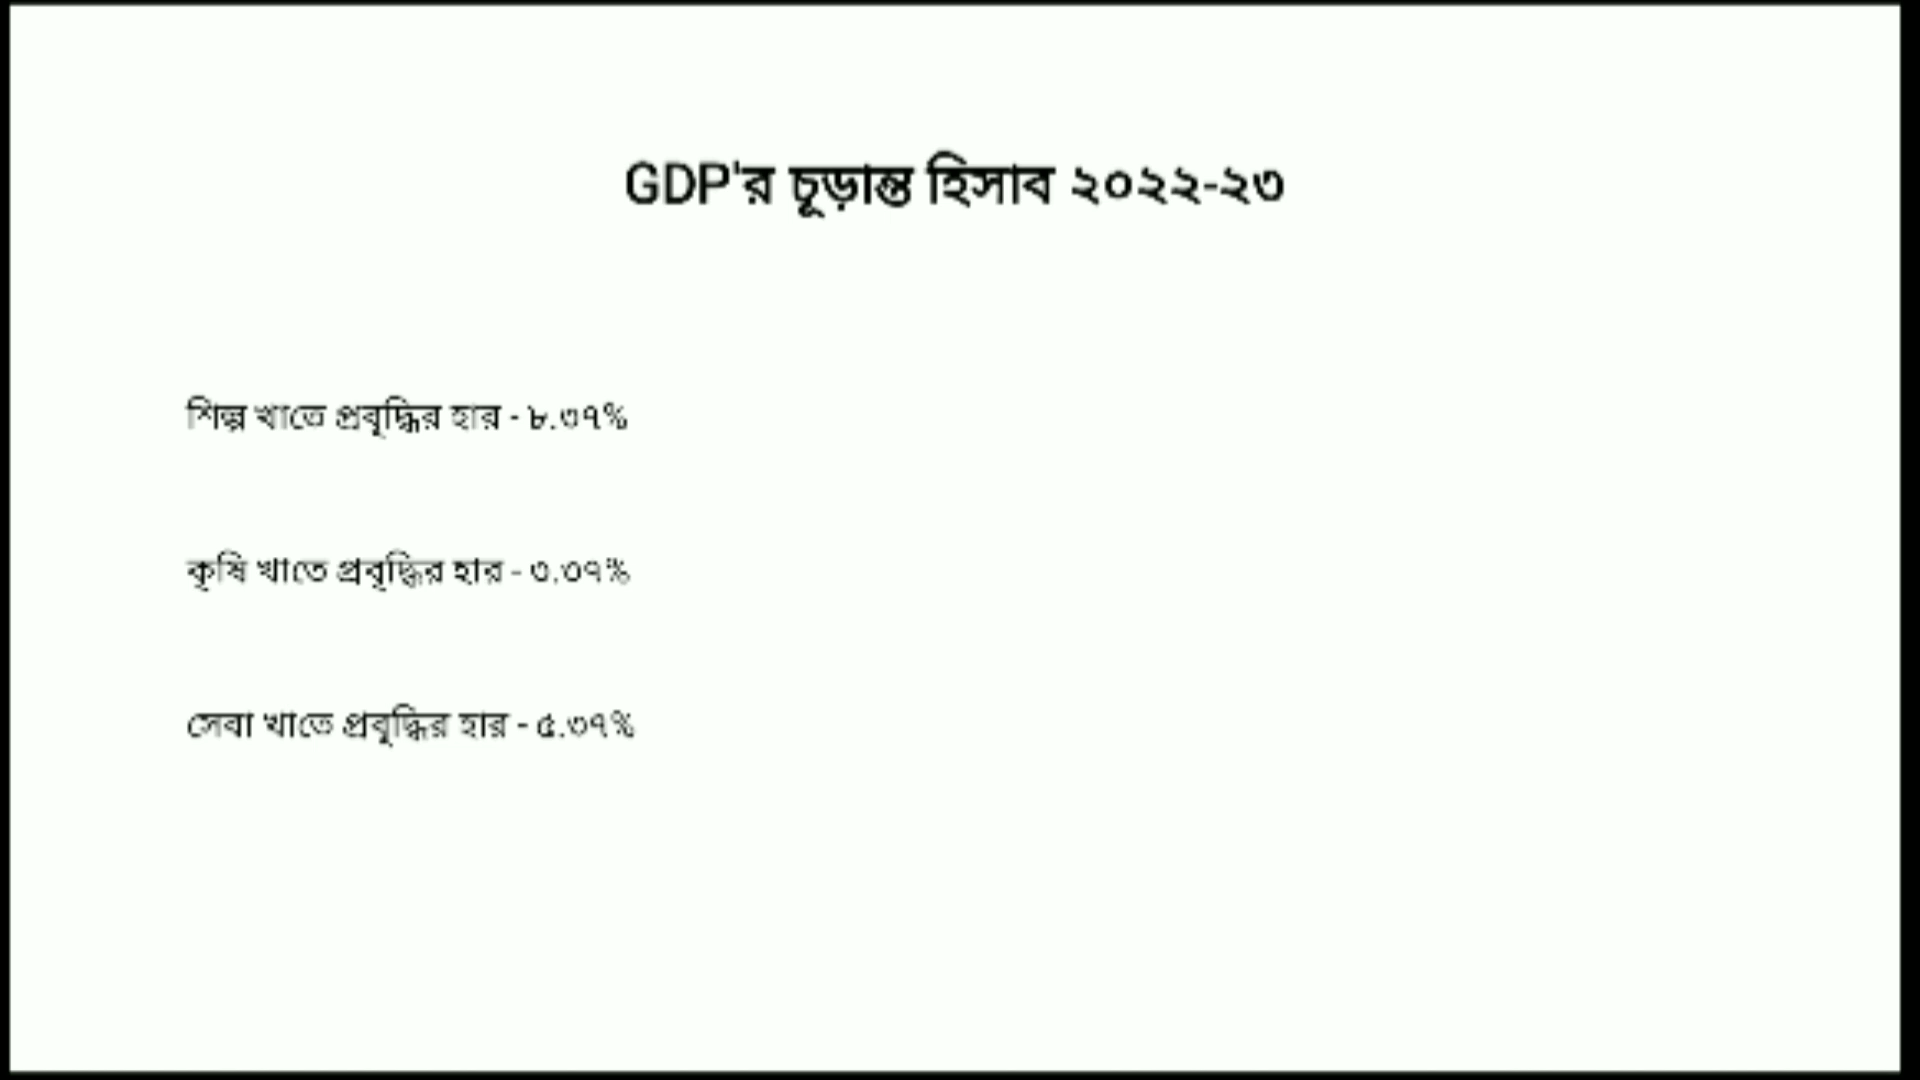 GDP'র চূড়ান্ত হিসাব ২০২২-২৩
শিল্প খাতে প্রবৃদ্ধির হার - ৮.৩৭%
কৃষি খাতে প্রবৃদ্ধির হার - ৩.৩৭%
সেবা খাতে প্রবৃদ্ধির হার - ৫.৩৭%